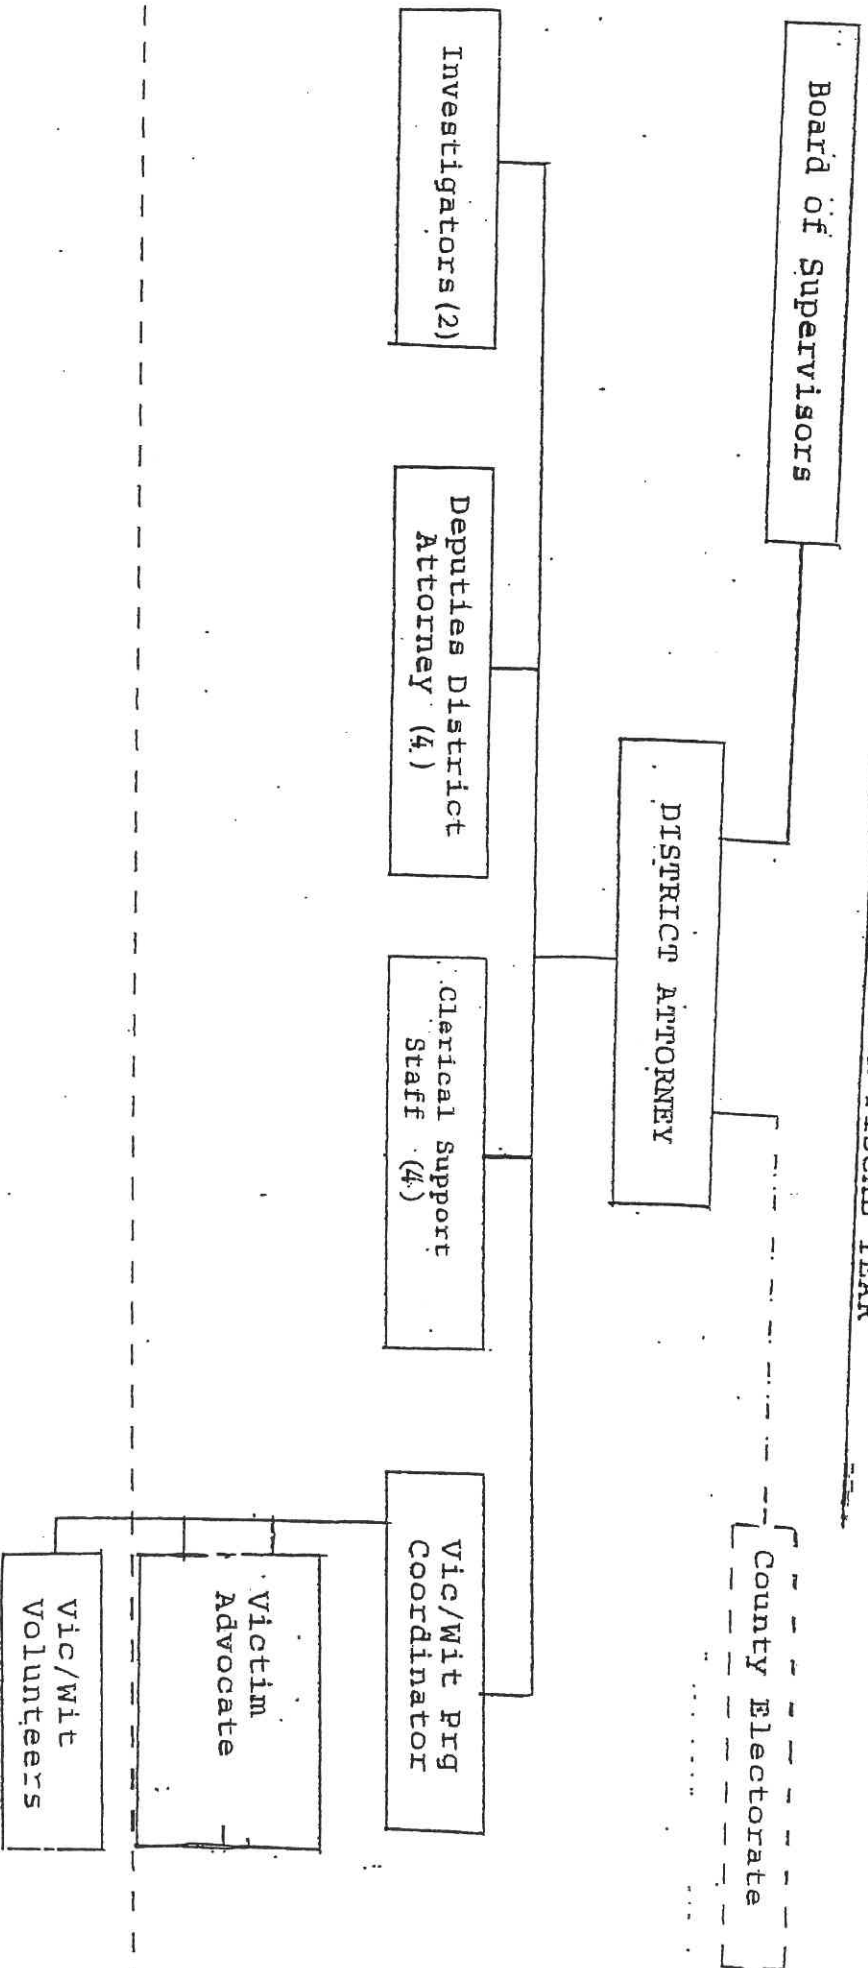 YEAR
Board of Supervisors
County Electorate
DISTRICT ATTORNEY
Investigators(2)
Deputies District
Attorney (4)
Clerical Support
Staff (4)
Vic/Wit Prg
Coordinator
Victim
Advocate
Vic/Wit
Volunteers